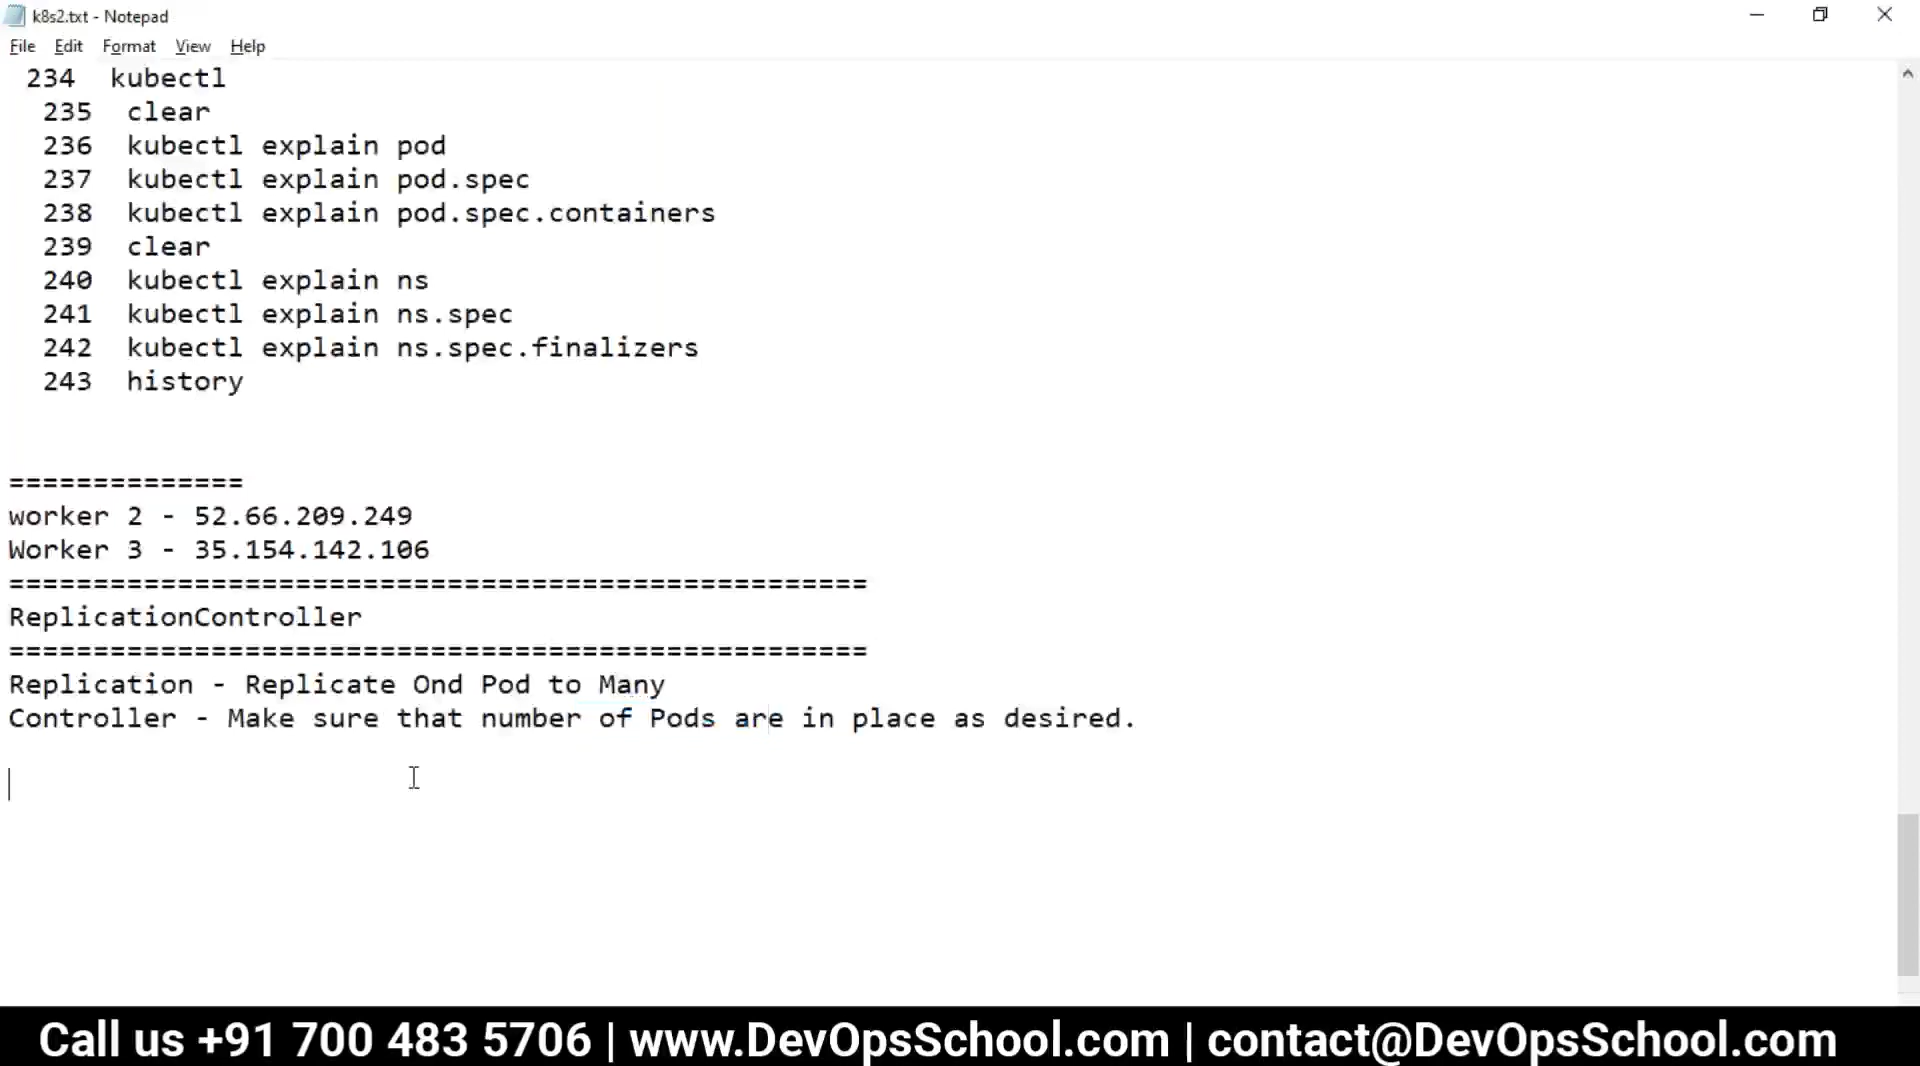 k8s2.txt - Notepad
File Edit Format View Help
234 kubectl
235 clear
236 kubectl explain pod
237 kubectl explain pod.spec
238 kubectl explain pod.spec.containers
239 clear
240 kubectl explain ns
241 kubectl explain ns.spec
242 kubectl explain ns.spec.finalizers
243 history
==============
worker 2 - 52.66.209.249
Worker 3 - 35.154.142.106
===================================================
ReplicationController
===================================================
Replication - Replicate Ond Pod to Many
Controller - Make sure that number of Pods are in place as desired.
Call us +91 700 483 5706 | www.DevOpsSchool.com | contact@DevOpsSchool.com